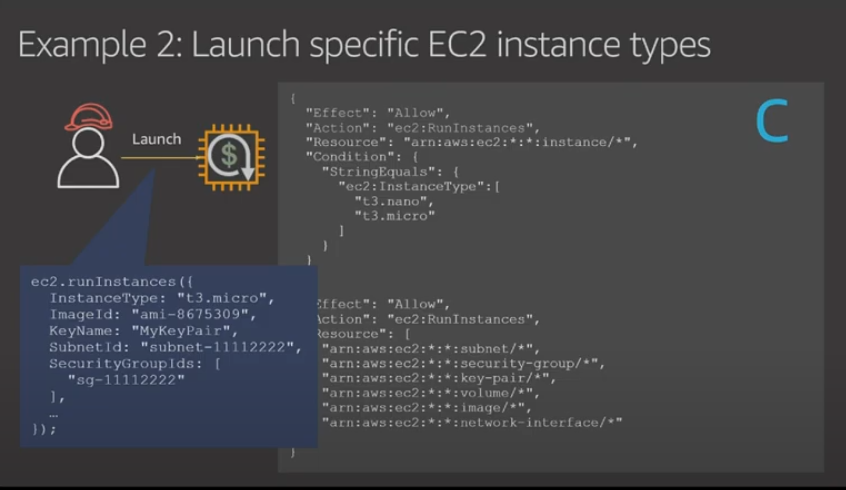 Example 2: Launch specific EC2 instance types
Launch
$
C
{
"Effect": "Allow",
"Action": "ec2:RunInstances",
"Resource": "arn:aws:ec2:*:*:instance/*",
"Condition": {
"StringEquals": {
"ec2:InstanceType":[
"t3.nano",
"t3.micro"
]
}
}
ffect": "Allow",
ction": "ec2:RunInstances",
esource": [
"arn:aws:ec2:*:*:subnet/*",
"arn:aws:ec2:*:*:security-group/*",
"arn:aws:ec2:*:*:key-pair/*",
"arn:aws:ec2:*:*:volume/*",
"arn:aws:ec2:*:*:image/*",
"arn:aws:ec2:*:*:network-interface/*"
}
ec2.runInstances({
InstanceType: "t3.micro",
ImageId: "ami-8675309",
KeyName: "MyKeyPair",
SubnetId: "subnet-11112222",
SecurityGroupIds: [
"sg-11112222"
],
…
});